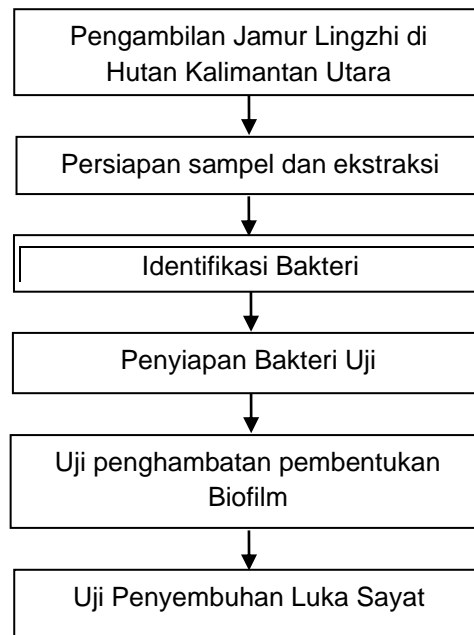 Pengambilan Jamur Lingzhi di
Hutan Kalimantan Utara
Persiapan sampel dan ekstraksi
Identifikasi Bakteri
Penyiapan Bakteri Uji
Uji penghambatan pembentukan
Biofilm
Uji Penyembuhan Luka Sayat